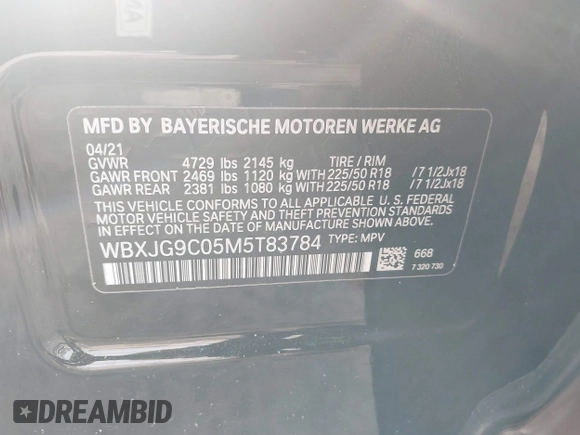 MA
MFD BY BAYERISCHE MOTOREN WERKE AG
04/21
GVWR 4729 lbs 2145 kg TIRE / RIM
GAWR FRONT 2469 lbs 1120 kg WITH 225/50 R18 / 7 1/2Jx18
GAWR REAR 2381 lbs 1080 kg WITH 225/50 R18 / 7 1/2Jx18
THIS VEHICLE CONFORMS TO ALL APPLICABLE U. S. FEDERAL
MOTOR VEHICLE SAFETY, BUMPER, AND THEFT PREVENTION
STANDARDS IN EFFECT ON THE DATE OF MANUFACTURE SHOWN ABOVE.
WBXJG9C05M5T83784 TYPE: MPV
668
7 320 730
DREAMBID